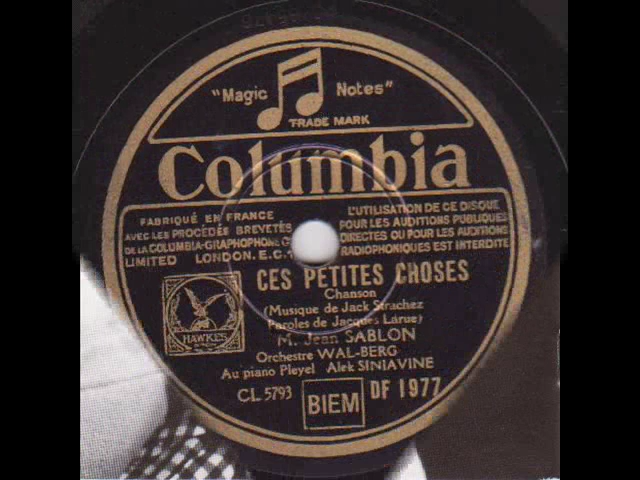 "Magic Notes"
TRADE MARK
Columbia
FABRIQUÉ EN FRANCE
AVEC LES PROCÉDÉS BREVETÉS
DE LA COLUMBIA-GRAPHOPHONE C
LIMITED LONDON. E.C.1
L'UTILISATION DE CE DISQUE
POUR LES AUDITIONS PUBLIQUES
DIRECTES OU POUR LES AUDITIONS
RADIOPHONIQUES EST INTERDITE
CES PETITES CHOSES
Chanson
(Musique de Jack Strachez
Paroles de Jacques Larue)
M. Jean SABLON
Orchestre WAL-BERG
Au piano Pleyel Alek SINIAVINE
HAWKES
CL 5793
BIEM
DF 1977